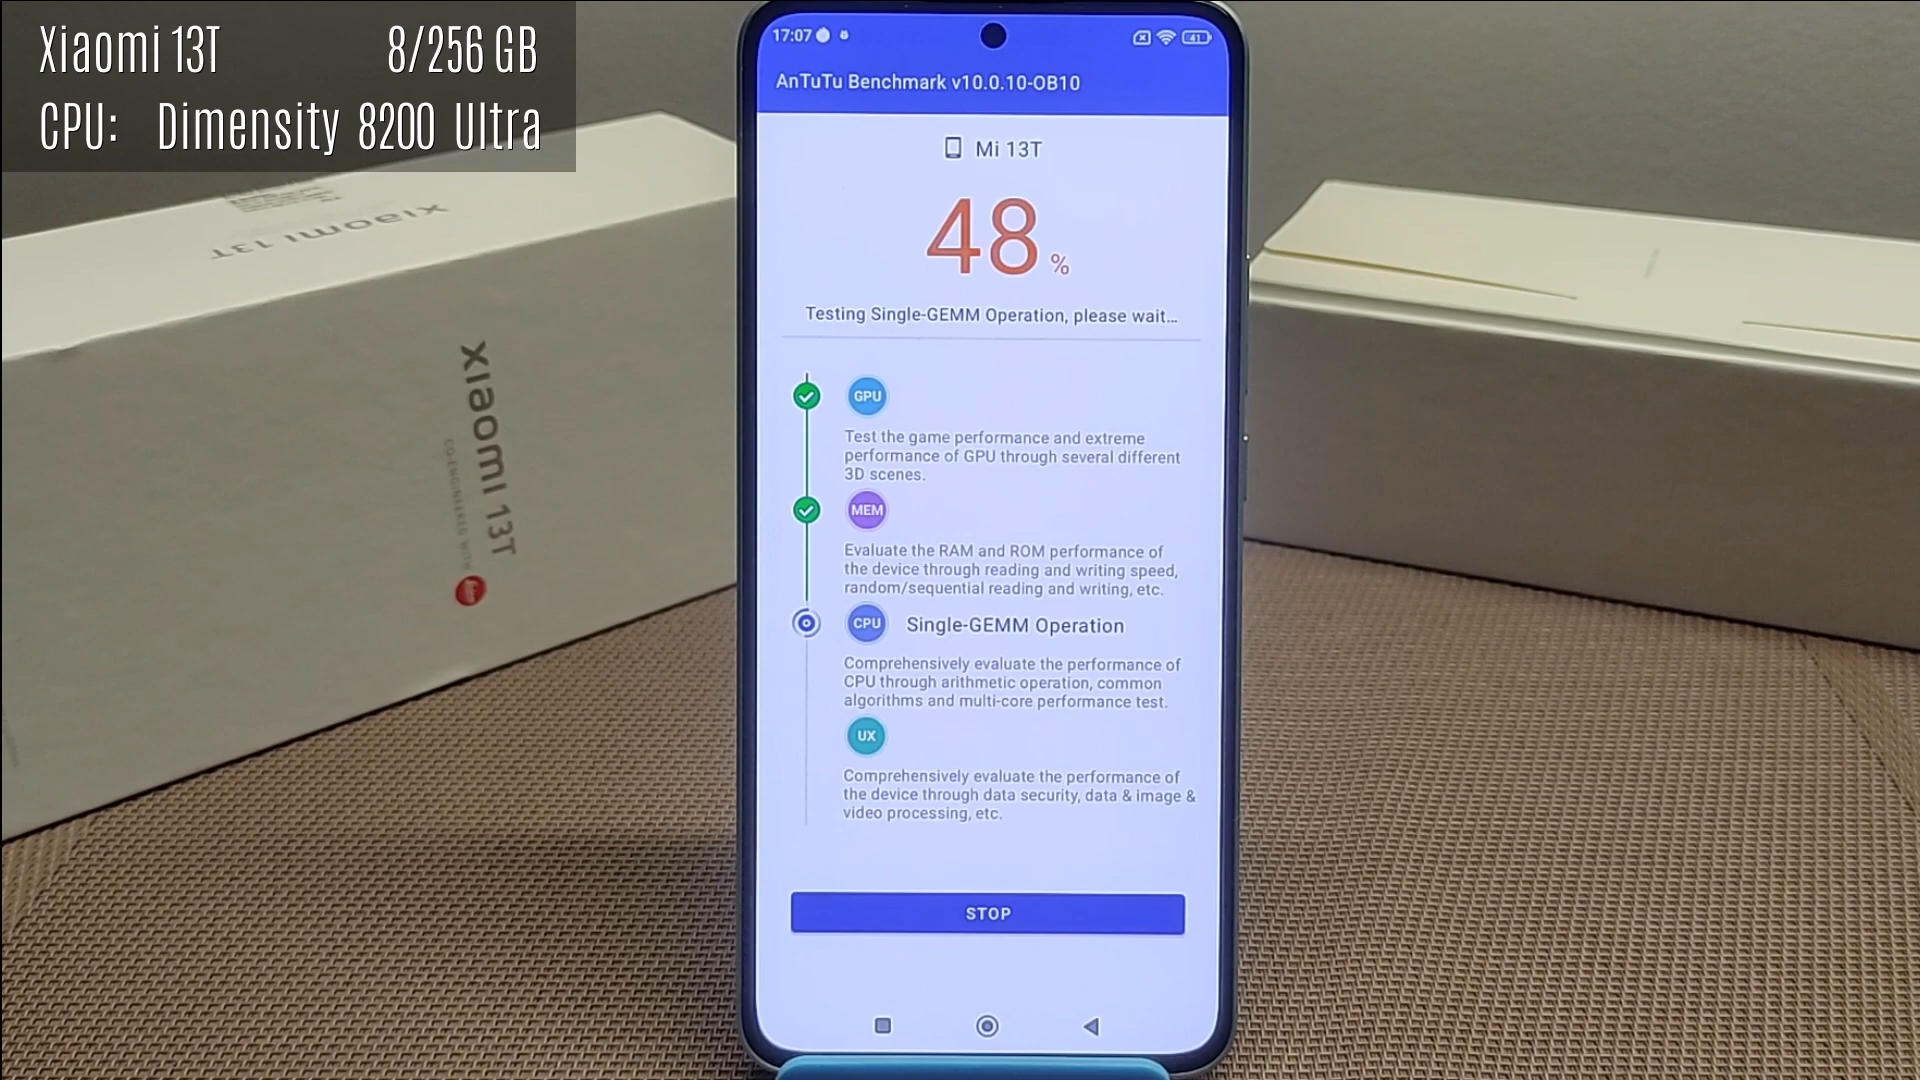 Xiaomi 13T 8/256 GB
CPU: Dimensity 8200 Ultra
17:07
41
AnTuTu Benchmark v10.0.10-OB10
Mi 13T
48 %
Testing Single-GEMM Operation, please wait...
GPU
Test the game performance and extreme
performance of GPU through several different
3D scenes.
MEM
Evaluate the RAM and ROM performance of
the device through reading and writing speed,
random/sequential reading and writing, etc.
CPU Single-GEMM Operation
Comprehensively evaluate the performance of
CPU through arithmetic operation, common
algorithms and multi-core performance test.
UX
Comprehensively evaluate the performance of
the device through data security, data & image &
video processing, etc.
STOP
xiaomi 13T
xiaomi 13T
CO-ENGINEERED WITH